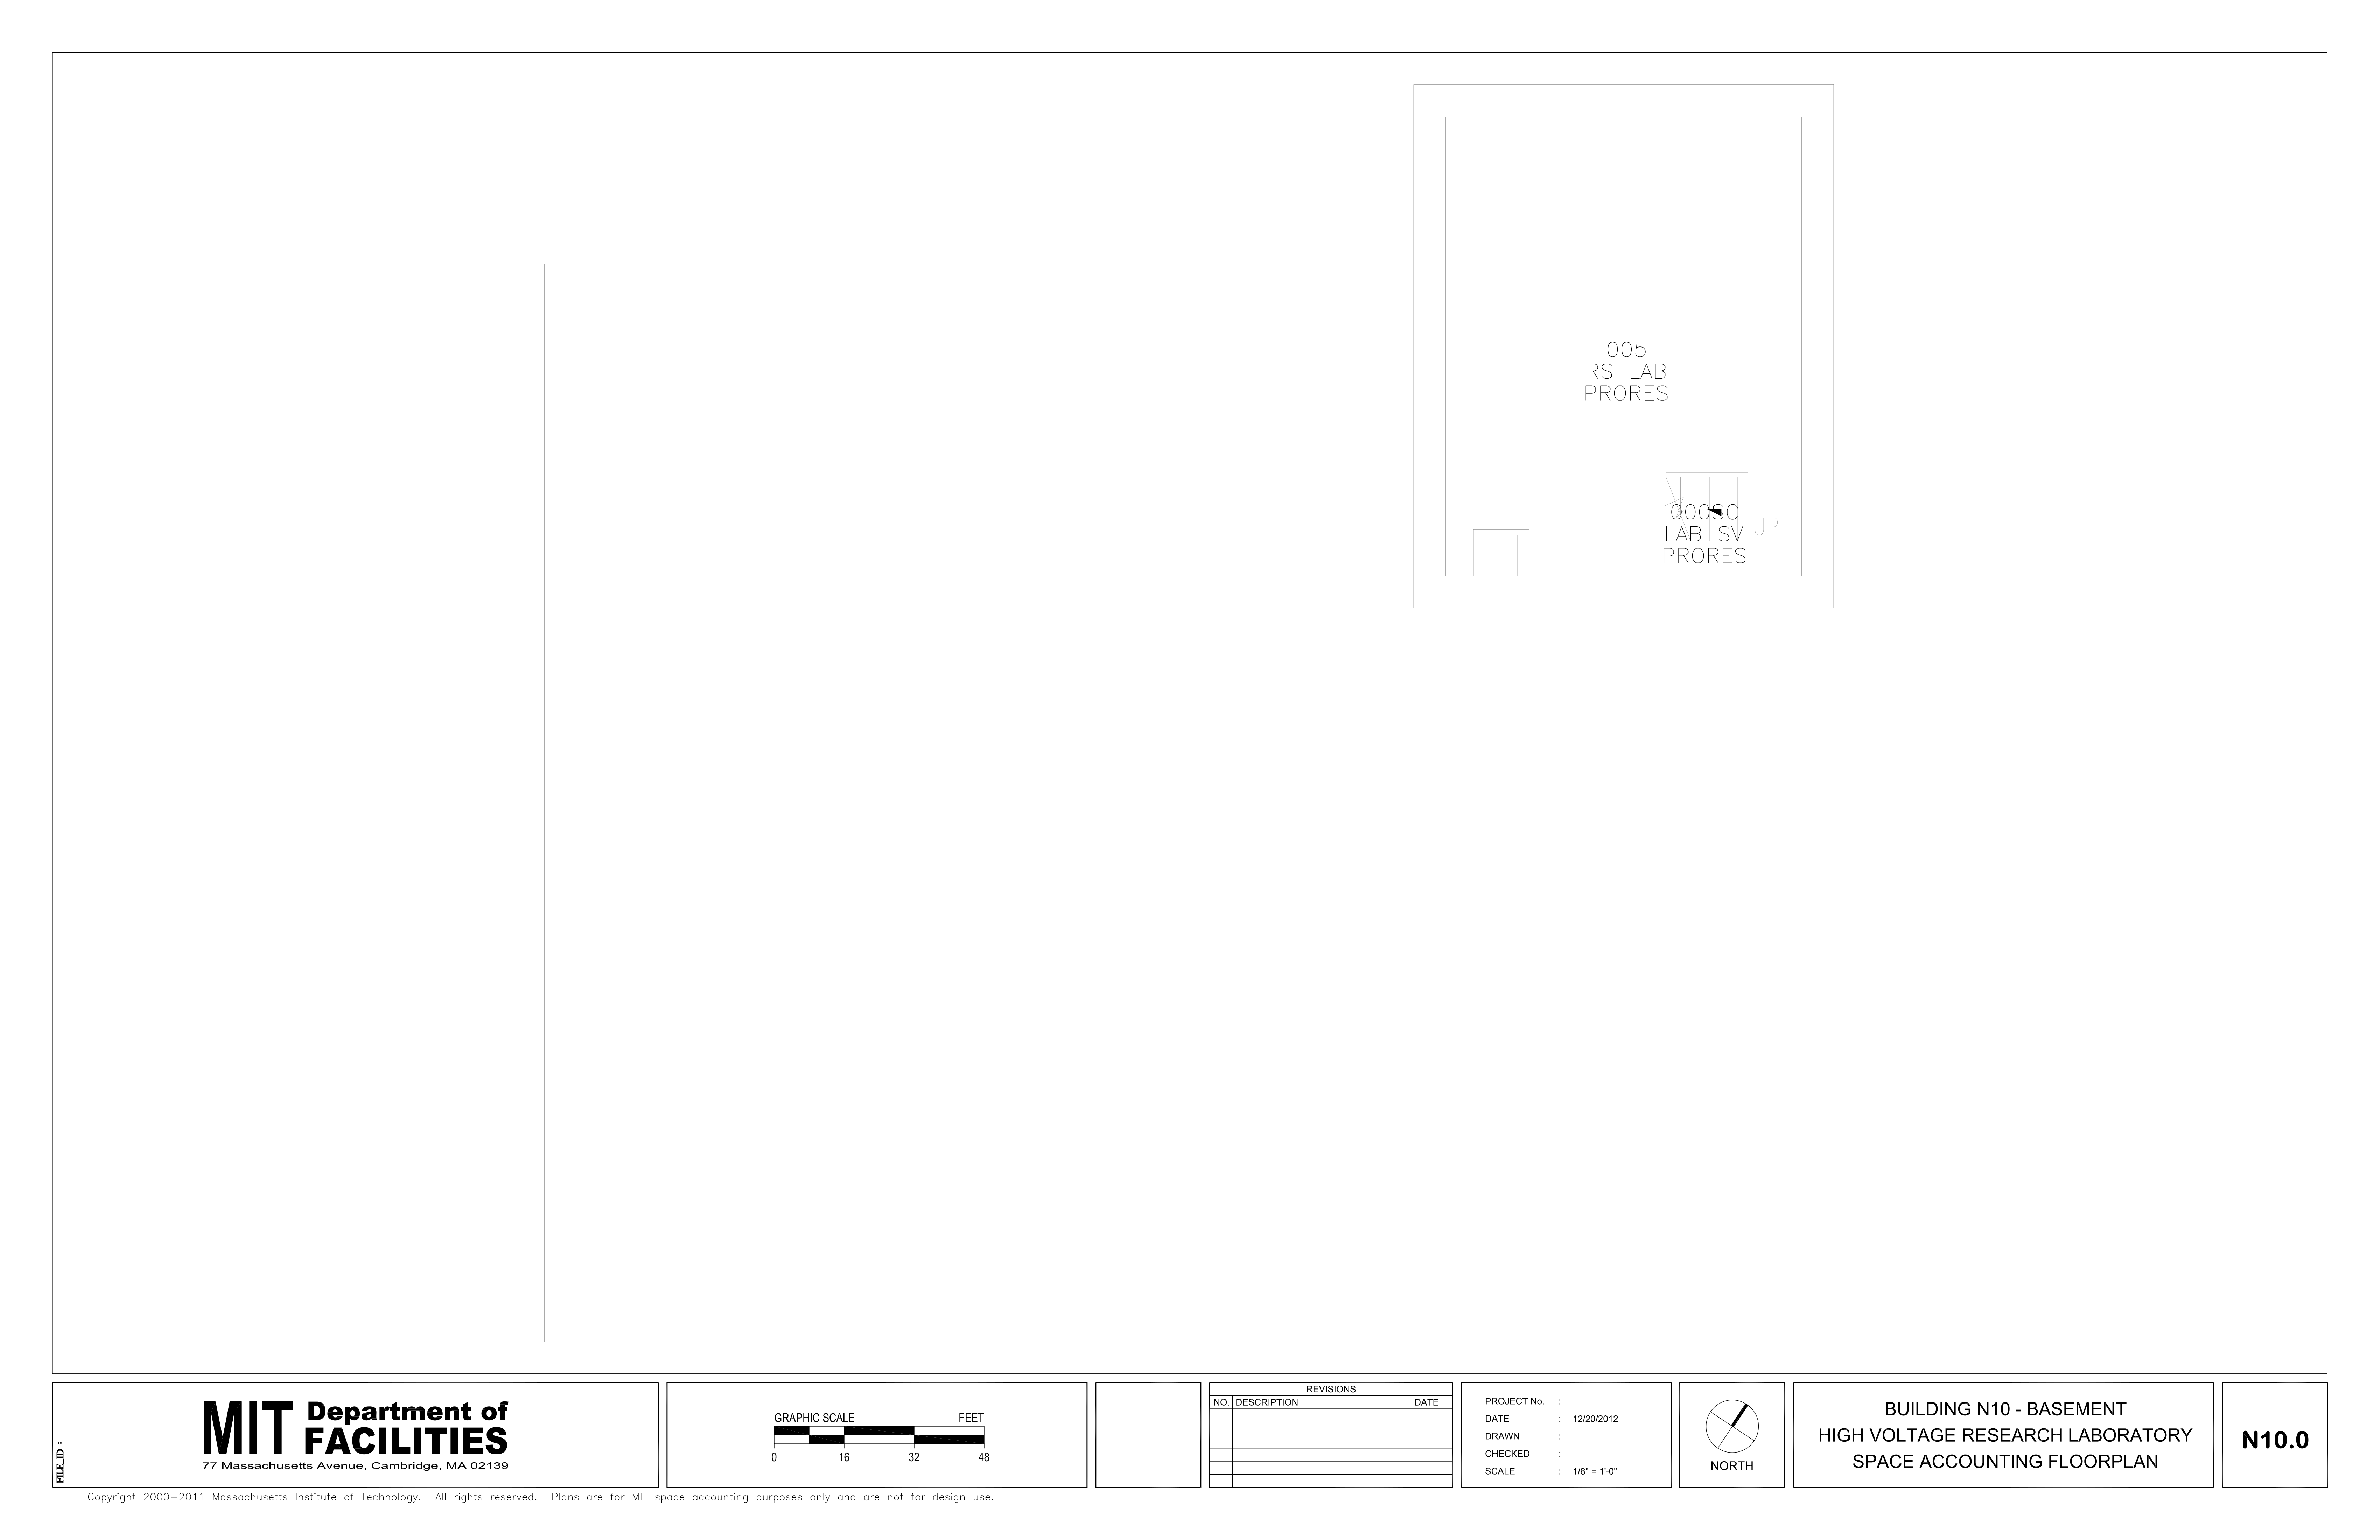 005
RS LAB
PRORES
000SC
LAB SV
PRORES
UP
FILE_ID :
MIT Department of
FACILITIES
77 Massachusetts Avenue, Cambridge, MA 02139
GRAPHIC SCALE FEET
0 16 32 48
REVISIONS
NO. DESCRIPTION DATE
PROJECT No. :
DATE : 12/20/2012
DRAWN :
CHECKED :
SCALE : 1/8" = 1'-0"
NORTH
BUILDING N10 - BASEMENT
HIGH VOLTAGE RESEARCH LABORATORY
SPACE ACCOUNTING FLOORPLAN
N10.0
Copyright 2000-2011 Massachusetts Institute of Technology. All rights reserved. Plans are for MIT space accounting purposes only and are not for design use.